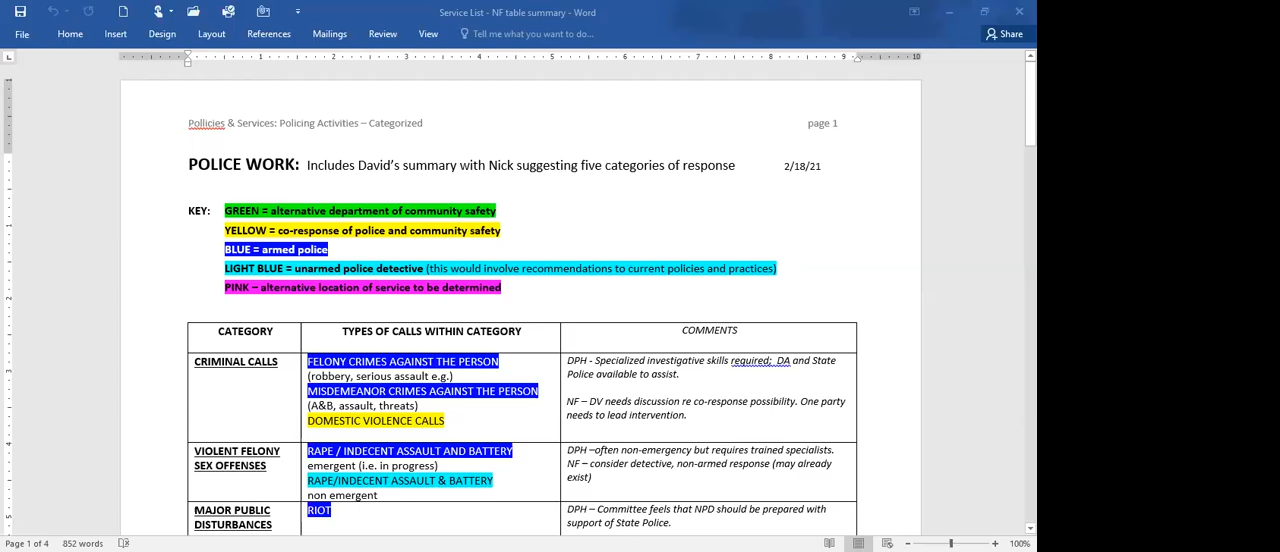 Service List - NF table summary - Word
File Home Insert Design Layout References Mailings Review View Tell me what you want to do... Share
1 2 3 4 5 6 7 8 9 10
Pollicies & Services: Policing Activities – Categorized page 1
POLICE WORK: Includes David's summary with Nick suggesting five categories of response 2/18/21
KEY: GREEN = alternative department of community safety
YELLOW = co-response of police and community safety
BLUE = armed police
LIGHT BLUE = unarmed police detective (this would involve recommendations to current policies and practices)
PINK – alternative location of service to be determined
CATEGORY TYPES OF CALLS WITHIN CATEGORY COMMENTS
CRIMINAL CALLS
FELONY CRIMES AGAINST THE PERSON
(robbery, serious assault e.g.)
MISDEMEANOR CRIMES AGAINST THE PERSON
(A&B, assault, threats)
DOMESTIC VIOLENCE CALLS
DPH - Specialized investigative skills required; DA and State
Police available to assist.
NF – DV needs discussion re co-response possibility. One party
needs to lead intervention.
VIOLENT FELONY
SEX OFFENSES
RAPE / INDECENT ASSAULT AND BATTERY
emergent (i.e. in progress)
RAPE/INDECENT ASSAULT & BATTERY
non emergent
DPH –often non-emergency but requires trained specialists.
NF – consider detective, non-armed response (may already
exist)
MAJOR PUBLIC
DISTURBANCES
RIOT
DPH – Committee feels that NPD should be prepared with
support of State Police.
Page 1 of 4 852 words 100%